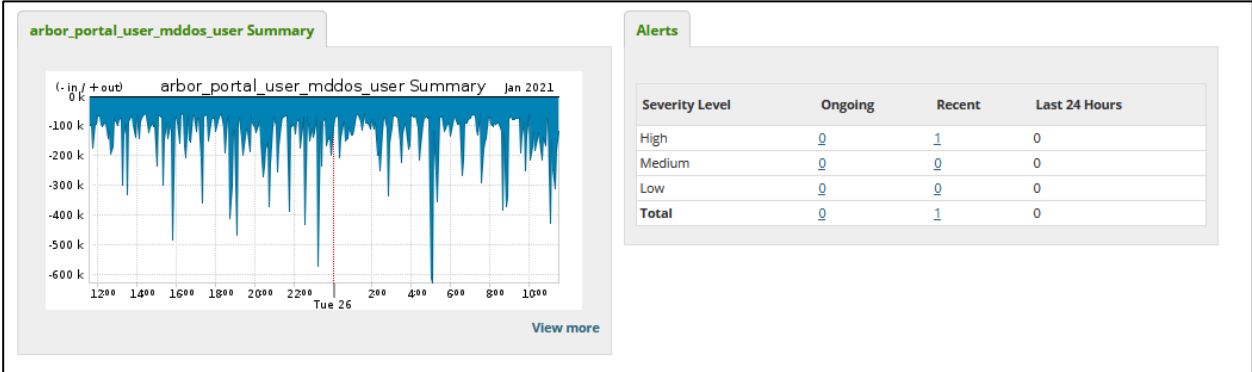 arbor_portal_user_mddos_user Summary
(- in / + out) arbor_portal_user_mddos_user Summary Jan 2021
0 k
-100 k
-200 k
-300 k
-400 k
-500 k
-600 k
1200 1400 1600 1800 2000 2200 200 400 600 800 1000
Tue 26
View more
Alerts
Severity Level Ongoing Recent Last 24 Hours
High 0 1 0
Medium 0 0 0
Low 0 0 0
Total 0 1 0